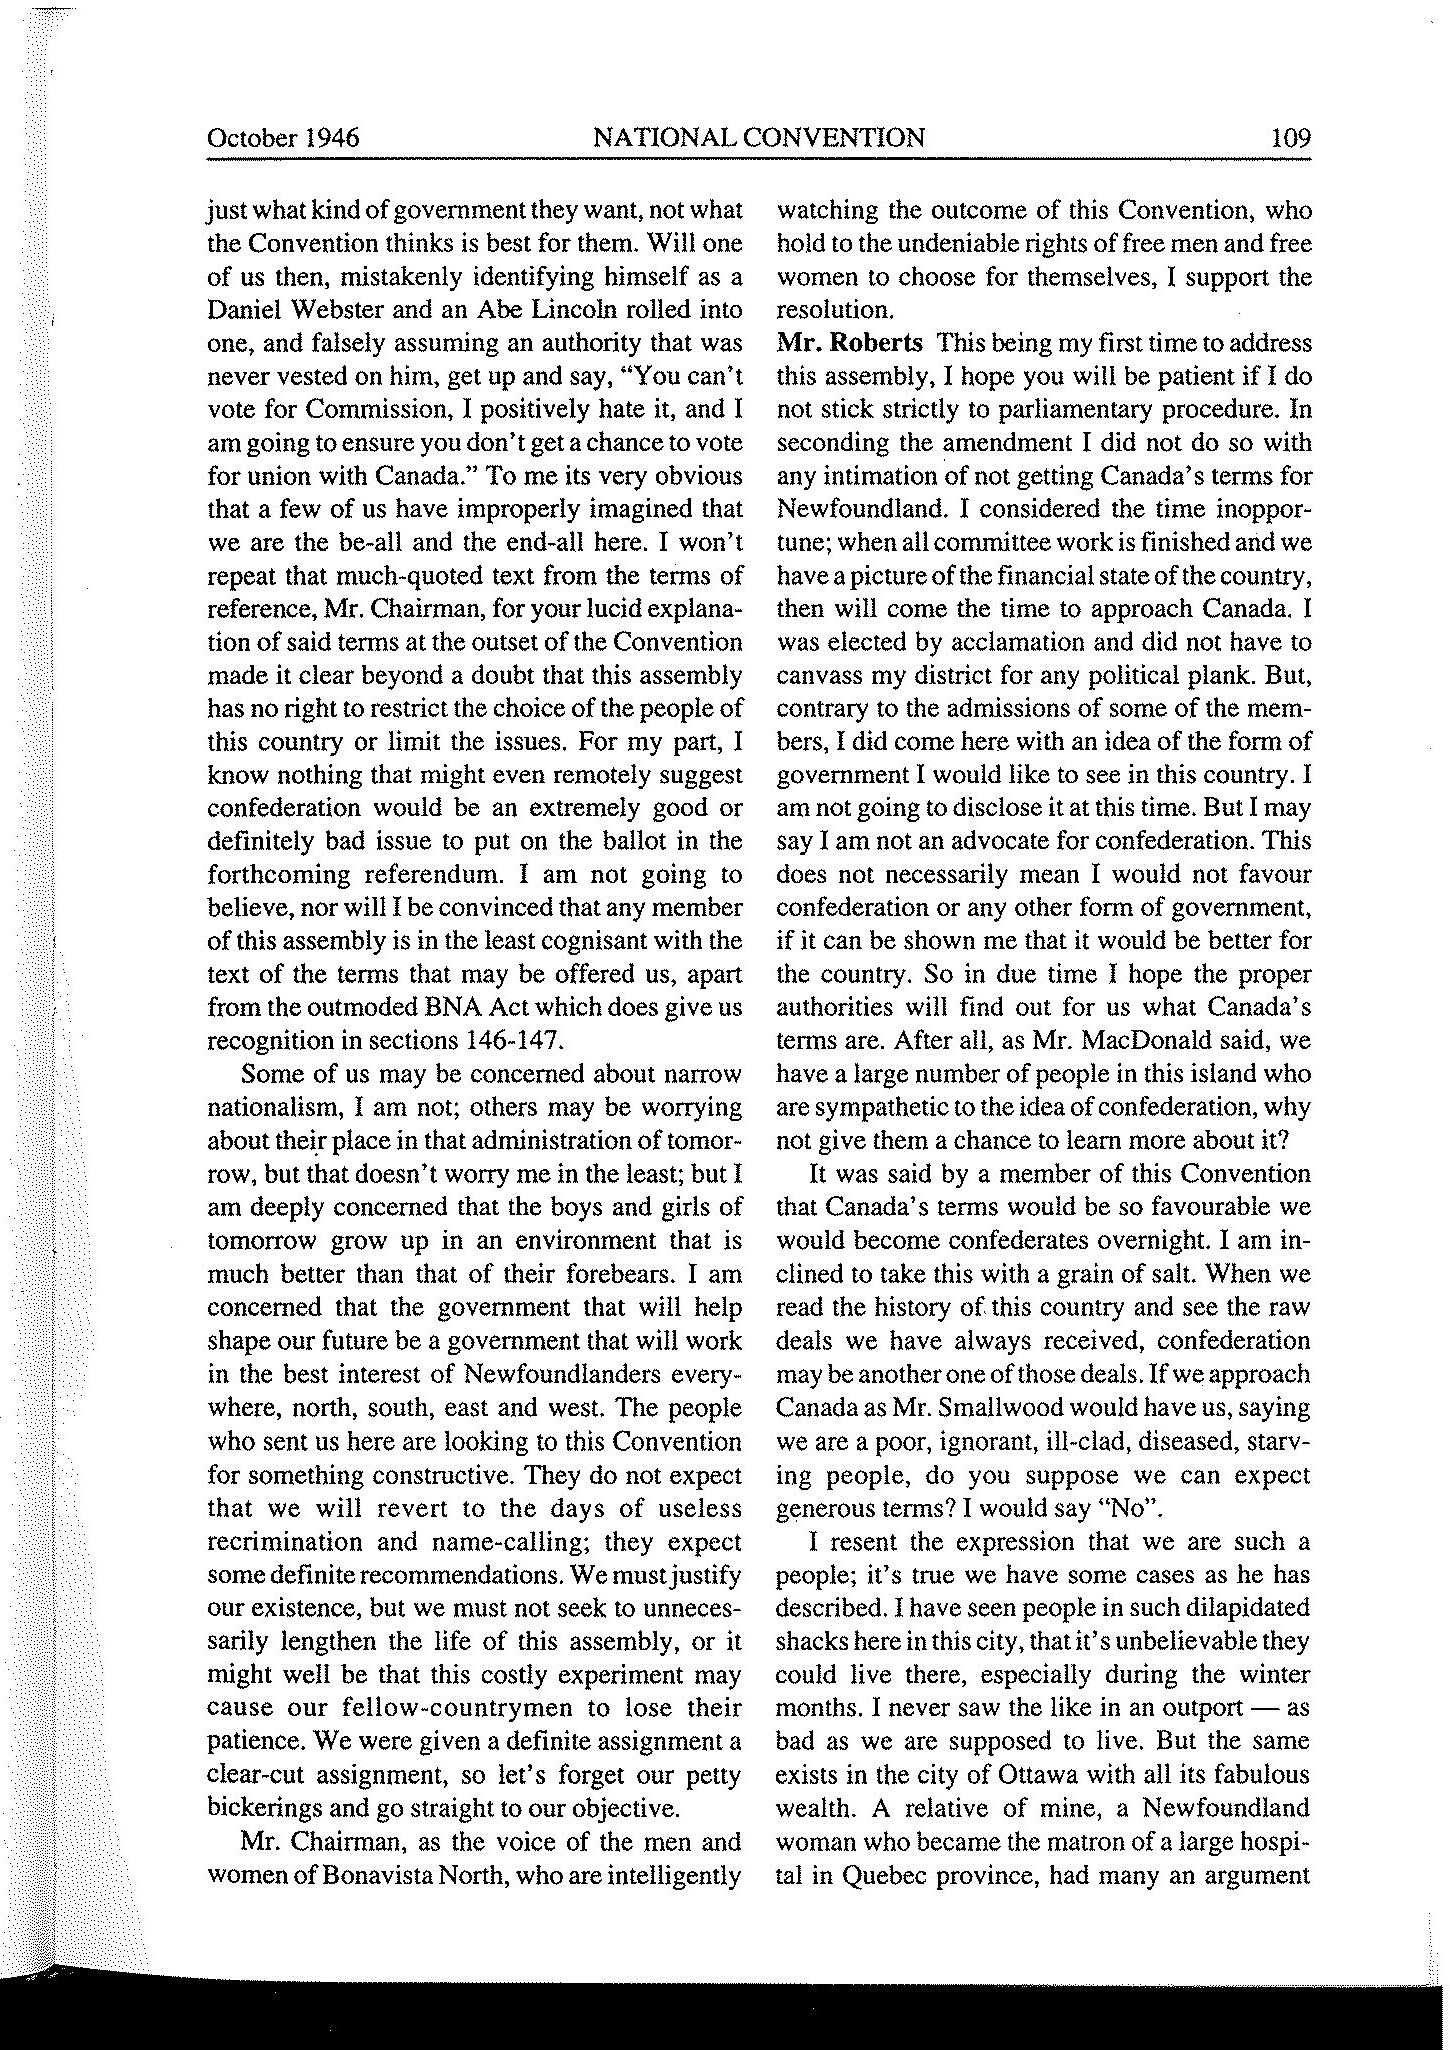 October 1946 NATIONAL CONVENTION 109
just what kind of government they want, not what
the Convention thinks is best for them. Will one
of us then, mistakenly identifying himself as a
Daniel Webster and an Abe Lincoln rolled into
one, and falsely assuming an authority that was
never vested on him, get up and say, “You can't
vote for Commission, I positively hate it, and I
am going to ensure you don't get a chance to vote
for union with Canada.” To me its very obvious
that a few of us have improperly imagined that
we are the be-all and the end-all here. I won't
repeat that much-quoted text from the terms of
reference, Mr. Chairman, for your lucid explana-
tion of said terms at the outset of the Convention
made it clear beyond a doubt that this assembly
has no right to restrict the choice of the people of
this country or limit the issues. For my part, I
know nothing that might even remotely suggest
confederation would be an extremely good or
definitely bad issue to put on the ballot in the
forthcoming referendum. I am not going to
believe, nor will I be convinced that any member
of this assembly is in the least cognisant with the
text of the terms that may be offered us, apart
from the outmoded BNA Act which does give us
recognition in sections 146-147.
Some of us may be concerned about narrow
nationalism, I am not; others may be worrying
about their place in that administration of tomor-
row, but that doesn't worry me in the least; but I
am deeply concerned that the boys and girls of
tomorrow grow up in an environment that is
much better than that of their forebears. I am
concerned that the government that will help
shape our future be a government that will work
in the best interest of Newfoundlanders every-
where, north, south, east and west. The people
who sent us here are looking to this Convention
for something constructive. They do not expect
that we will revert to the days of useless
recrimination and name-calling; they expect
some definite recommendations. We must justify
our existence, but we must not seek to unneces-
sarily lengthen the life of this assembly, or it
might well be that this costly experiment may
cause our fellow-countrymen to lose their
patience. We were given a definite assignment a
clear-cut assignment, so let's forget our petty
bickerings and go straight to our objective.
Mr. Chairman, as the voice of the men and
women of Bonavista North, who are intelligently
watching the outcome of this Convention, who
hold to the undeniable rights of free men and free
women to choose for themselves, I support the
resolution.
Mr. Roberts This being my first time to address
this assembly, I hope you will be patient if I do
not stick strictly to parliamentary procedure. In
seconding the amendment I did not do so with
any intimation of not getting Canada's terms for
Newfoundland. I considered the time inoppor-
tune; when all committee work is finished and we
have a picture of the financial state of the country,
then will come the time to approach Canada. I
was elected by acclamation and did not have to
canvass my district for any political plank. But,
contrary to the admissions of some of the mem-
bers, I did come here with an idea of the form of
government I would like to see in this country. I
am not going to disclose it at this time. But I may
say I am not an advocate for confederation. This
does not necessarily mean I would not favour
confederation or any other form of government,
if it can be shown me that it would be better for
the country. So in due time I hope the proper
authorities will find out for us what Canada's
terms are. After all, as Mr. MacDonald said, we
have a large number of people in this island who
are sympathetic to the idea of confederation, why
not give them a chance to learn more about it?
It was said by a member of this Convention
that Canada's terms would be so favourable we
would become confederates overnight. I am in-
clined to take this with a grain of salt. When we
read the history of this country and see the raw
deals we have always received, confederation
may be another one of those deals. If we approach
Canada as Mr. Smallwood would have us, saying
we are a poor, ignorant, ill-clad, diseased, starv-
ing people, do you suppose we can expect
generous terms? I would say “No”.
I resent the expression that we are such a
people; it's true we have some cases as he has
described. I have seen people in such dilapidated
shacks here in this city, that it's unbelievable they
could live there, especially during the winter
months. I never saw the like in an outport — as
bad as we are supposed to live. But the same
exists in the city of Ottawa with all its fabulous
wealth. A relative of mine, a Newfoundland
woman who became the matron of a large hospi-
tal in Quebec province, had many an argument